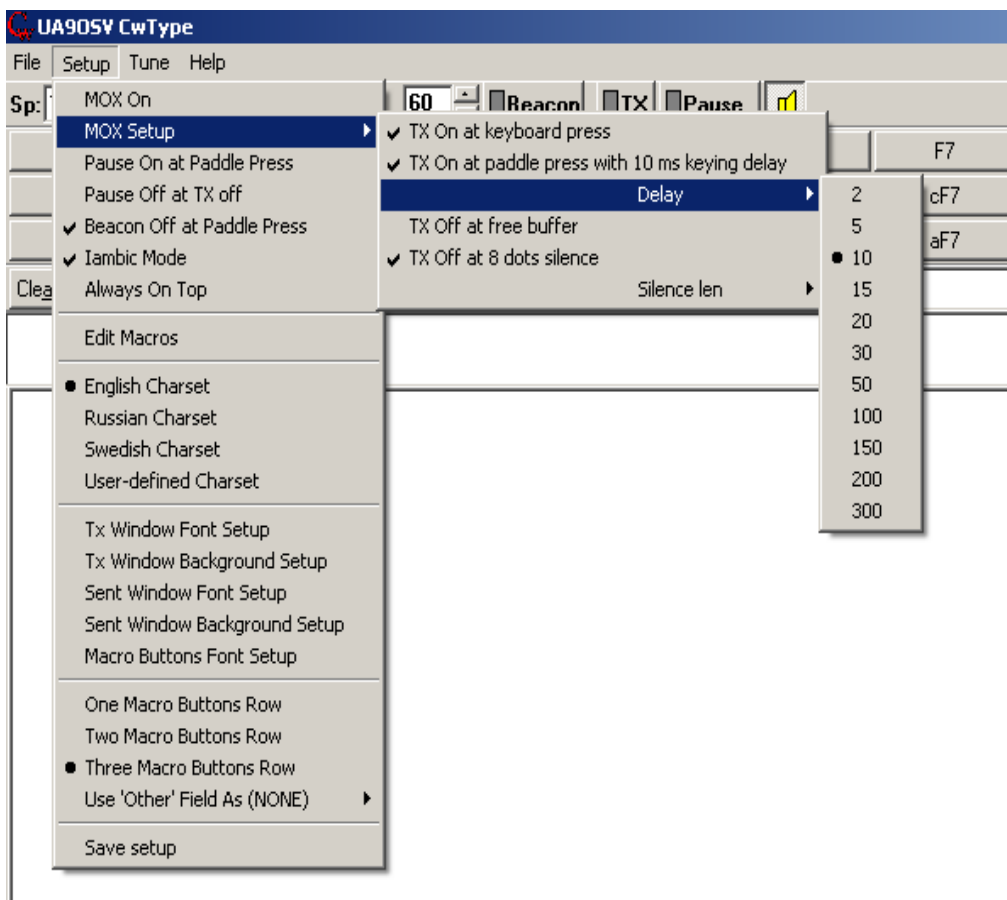 UA9OSV CwType
File Setup Tune Help
Sp:
60 Beacon TX Pause
F7
cF7
aF7
Clea
MOX On
MOX Setup
Pause On at Paddle Press
Pause Off at TX off
Beacon Off at Paddle Press
Iambic Mode
Always On Top
Edit Macros
English Charset
Russian Charset
Swedish Charset
User-defined Charset
Tx Window Font Setup
Tx Window Background Setup
Sent Window Font Setup
Sent Window Background Setup
Macro Buttons Font Setup
One Macro Buttons Row
Two Macro Buttons Row
Three Macro Buttons Row
Use 'Other' Field As (NONE)
Save setup
TX On at keyboard press
TX On at paddle press with 10 ms keying delay
Delay
TX Off at free buffer
TX Off at 8 dots silence
Silence len
2
5
10
15
20
30
50
100
150
200
300